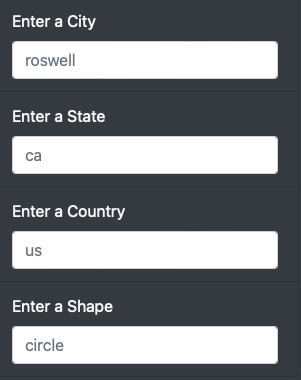 Enter a City
roswell
Enter a State
ca
Enter a Country
us
Enter a Shape
circle